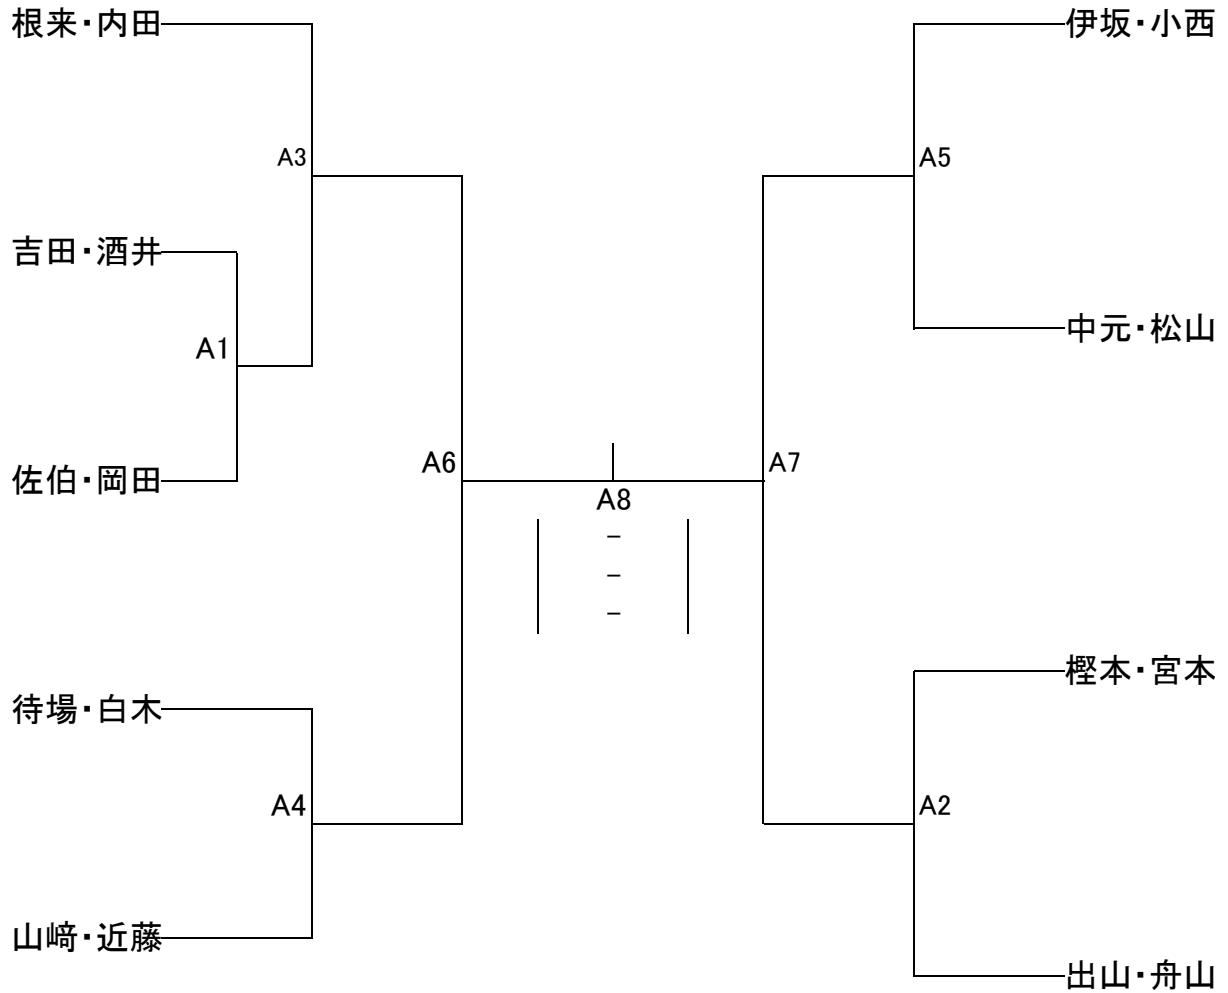 根来・内田
伊坂・小西
A3
A5
吉田・酒井
中元・松山
A1
佐伯・岡田
A6
A7
A8
-
-
-
待場・白木
樫本・宮本
A4
A2
山﨑・近藤
出山・舟山